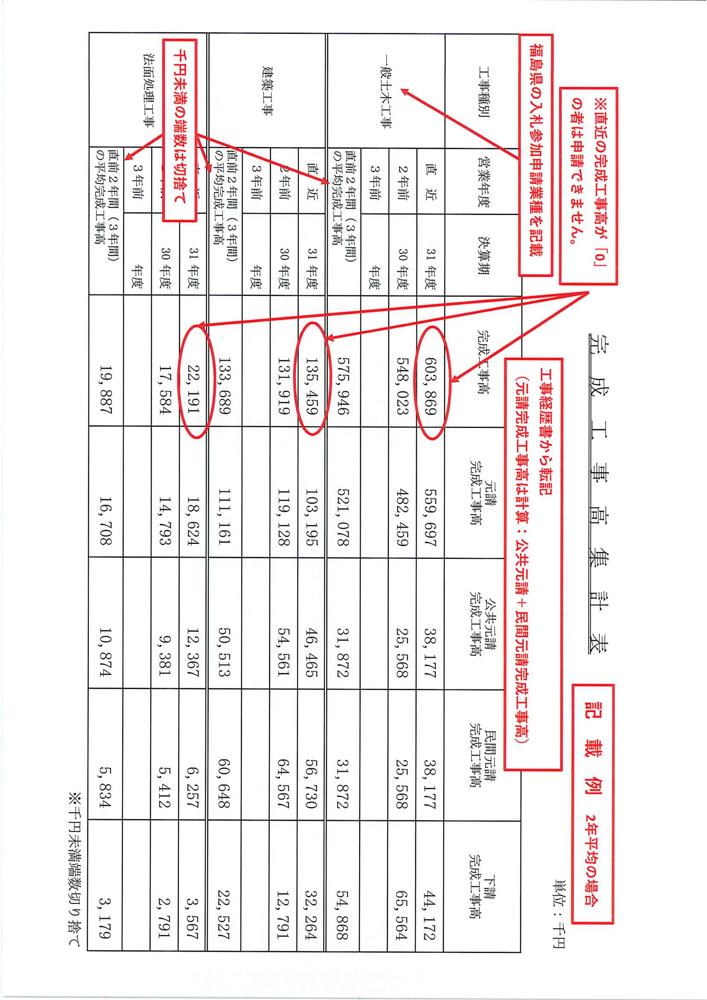 ※直近の完成工事高が「0」
の者は申請できません。
完成工事高集計表
記載例 2年平均の場合
単位：千円
福島県の入札参加申請業種を記載
工事経歴書から転記
（元請完成工事高は計算：公共元請＋民間元請完成工事高）
工事種別 営業年度 決算期 完成工事高 元請完成工事高 公共元請完成工事高 民間元請完成工事高 下請完成工事高
一般土木工事
直 近 31 年度 603,869 559,697 38,177 38,177 44,172
２年前 30 年度 548,023 482,459 25,568 25,568 65,564
３年前 年度
直前２年間（３年間）の平均完成工事高 575,946 521,078 31,872 31,872 54,868
建築工事
直 近 31 年度 135,459 103,195 46,465 56,730 32,264
２年前 30 年度 131,919 119,128 54,561 64,567 12,791
３年前 年度
直前２年間（３年間）の平均完成工事高 133,689 111,161 50,513 60,648 22,527
千円未満の端数は切捨て
法面処理工事
31 年度 22,191 18,624 12,367 6,257 3,567
30 年度 17,584 14,793 9,381 5,412 2,791
３年前 年度
直前２年間（３年間）の平均完成工事高 19,887 16,708 10,874 5,834 3,179
※千円未満端数切り捨て